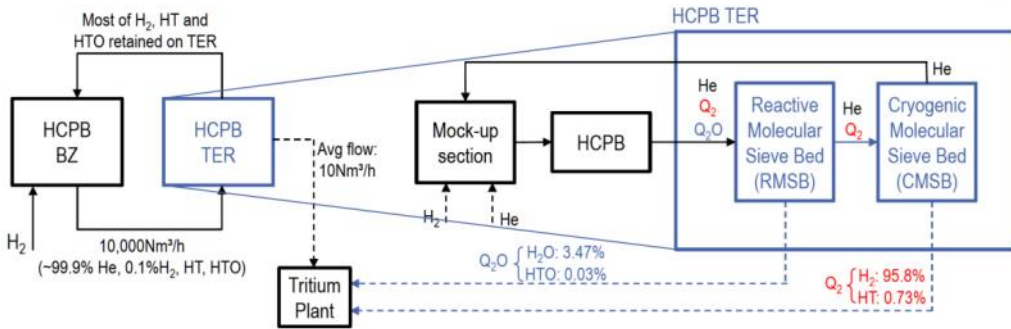 Most of H₂, HT and
HTO retained on TER
HCPB
BZ
HCPB
TER
H₂
10,000Nm³/h
(~99.9% He, 0.1%H₂, HT, HTO)
Avg flow:
10Nm³/h
Tritium
Plant
HCPB TER
Mock-up
section
HCPB
H₂
He
He
Q₂
Q₂O
Reactive
Molecular
Sieve Bed
(RMSB)
He
Q₂
He
Cryogenic
Molecular
Sieve Bed
(CMSB)
Q₂O { H₂O: 3.47%
HTO: 0.03%
Q₂ { H₂: 95.8%
HT: 0.73%